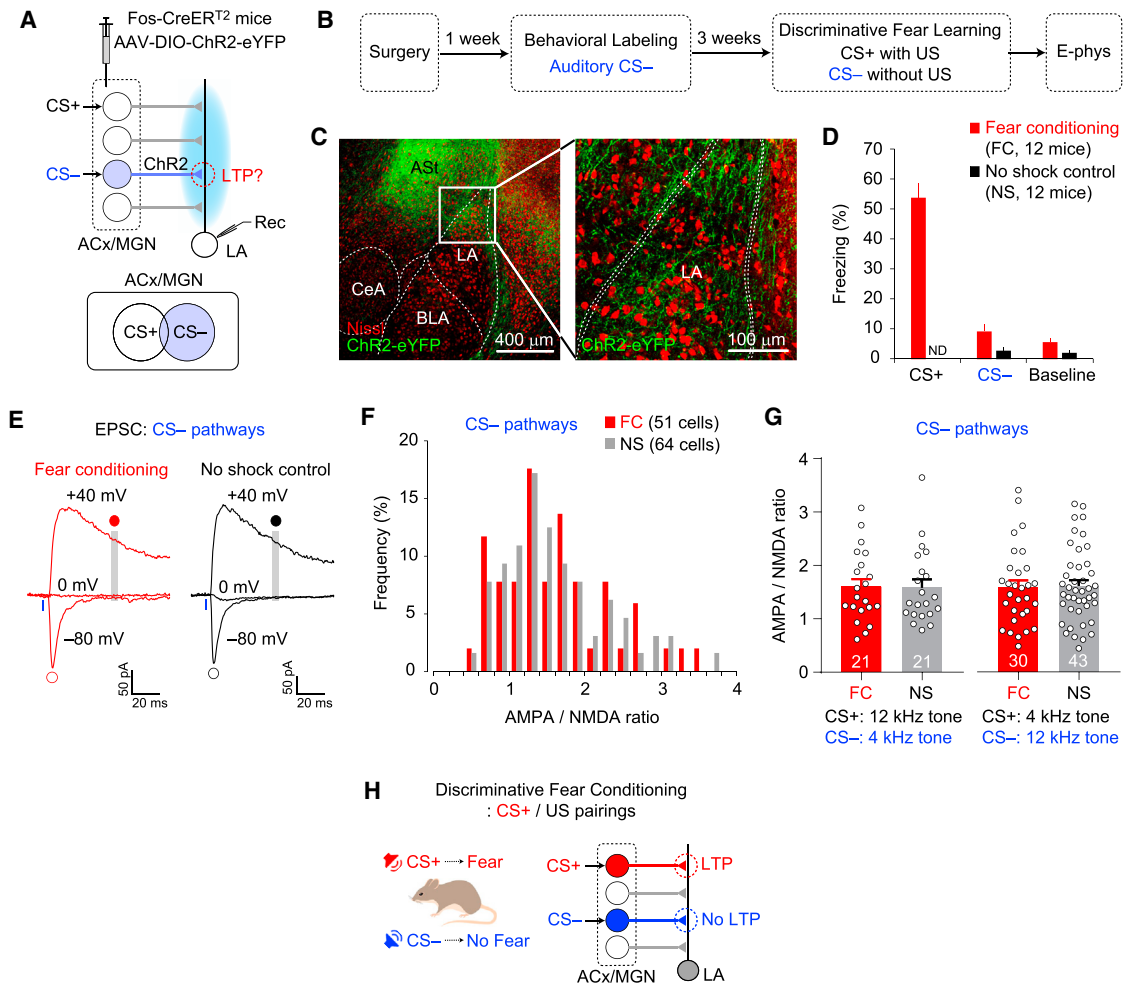 A
Fos-CreERT2 mice
AAV-DIO-ChR2-eYFP
CS+
CS–
ChR2
LTP?
Rec
ACx/MGN
LA
ACx/MGN
CS+
CS–
B
Surgery
1 week
Behavioral Labeling
Auditory CS–
3 weeks
Discriminative Fear Learning
CS+ with US
CS– without US
E-phys
C
ASt
LA
CeA
BLA
Nissl
ChR2-eYFP
400 μm
LA
ChR2-eYFP
100 μm
D
Fear conditioning
(FC, 12 mice)
No shock control
(NS, 12 mice)
Freezing (%)
70
60
50
40
30
20
10
0
ND
CS+
CS–
Baseline
E
EPSC: CS– pathways
Fear conditioning
No shock control
+40 mV
+40 mV
0 mV
0 mV
–80 mV
–80 mV
50 pA
20 ms
50 pA
20 ms
F
CS– pathways
FC (51 cells)
NS (64 cells)
Frequency (%)
20
15
10
5
0
0
1
2
3
4
AMPA / NMDA ratio
G
CS– pathways
AMPA / NMDA ratio
4
3
2
1
0
21
21
30
43
FC
NS
FC
NS
CS+: 12 kHz tone
CS–: 4 kHz tone
CS+: 4 kHz tone
CS–: 12 kHz tone
H
Discriminative Fear Conditioning
: CS+ / US pairings
CS+
Fear
CS–
No Fear
CS+
LTP
CS–
No LTP
ACx/MGN
LA